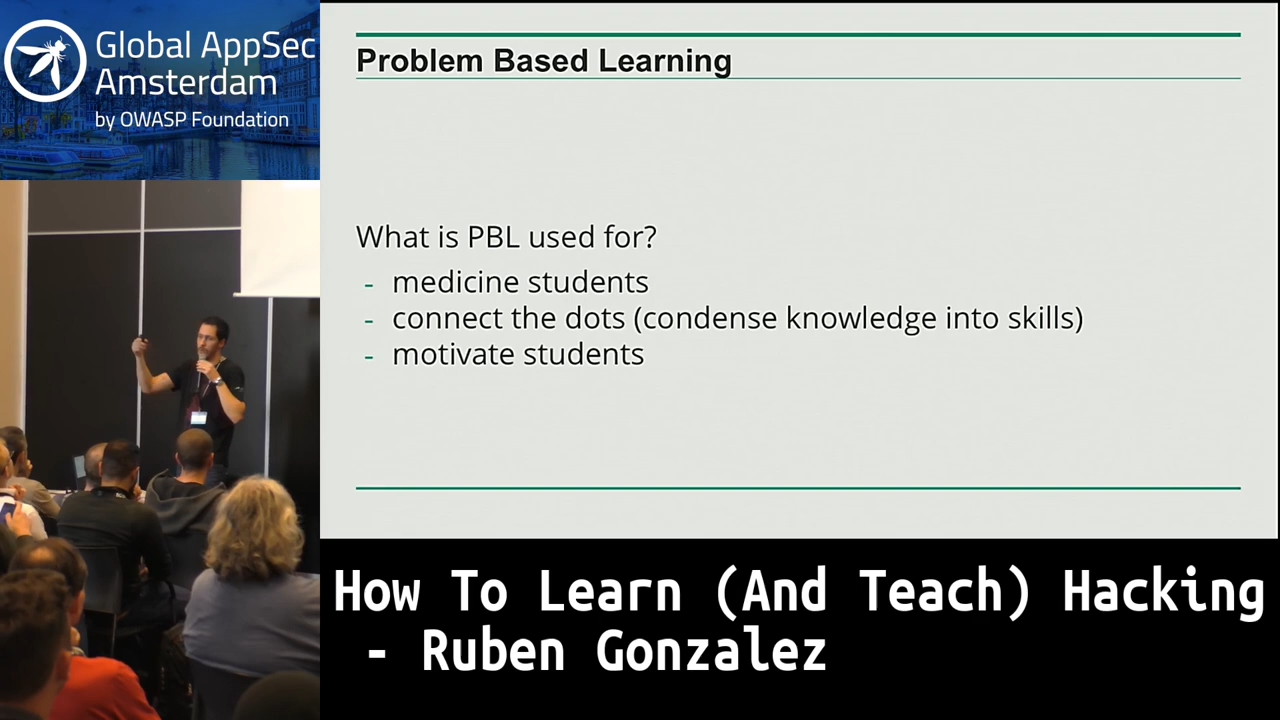 Global AppSec
Amsterdam
by OWASP Foundation
Problem Based Learning
What is PBL used for?
- medicine students
- connect the dots (condense knowledge into skills)
- motivate students
How To Learn (And Teach) Hacking
- Ruben Gonzalez